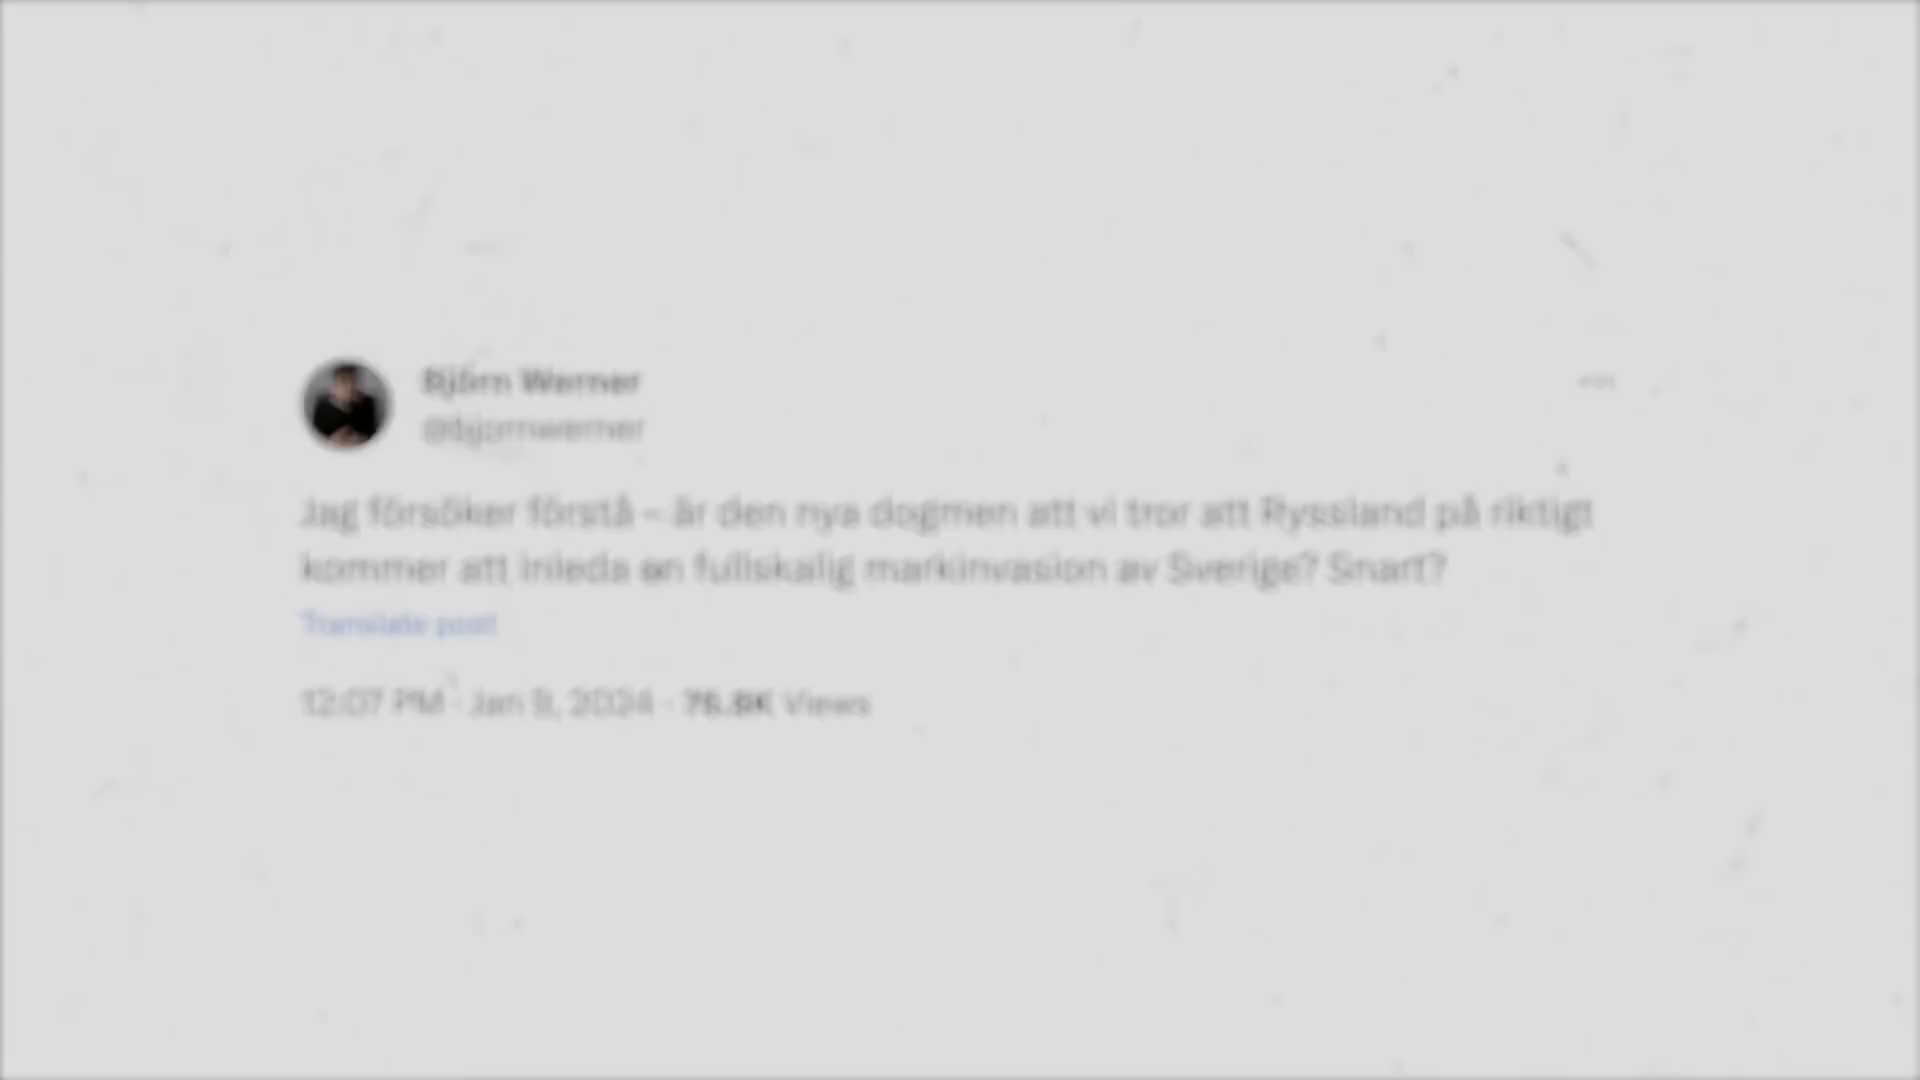 Björn Werner
@bjornwerner
Jag försöker förstå – är den nya dogmen att vi tror att Ryssland på riktigt
kommer att inleda en fullskalig markinvasion av Sverige? Snart?
Translate post
12:07 PM · Jan 9, 2024 · 76.8K Views